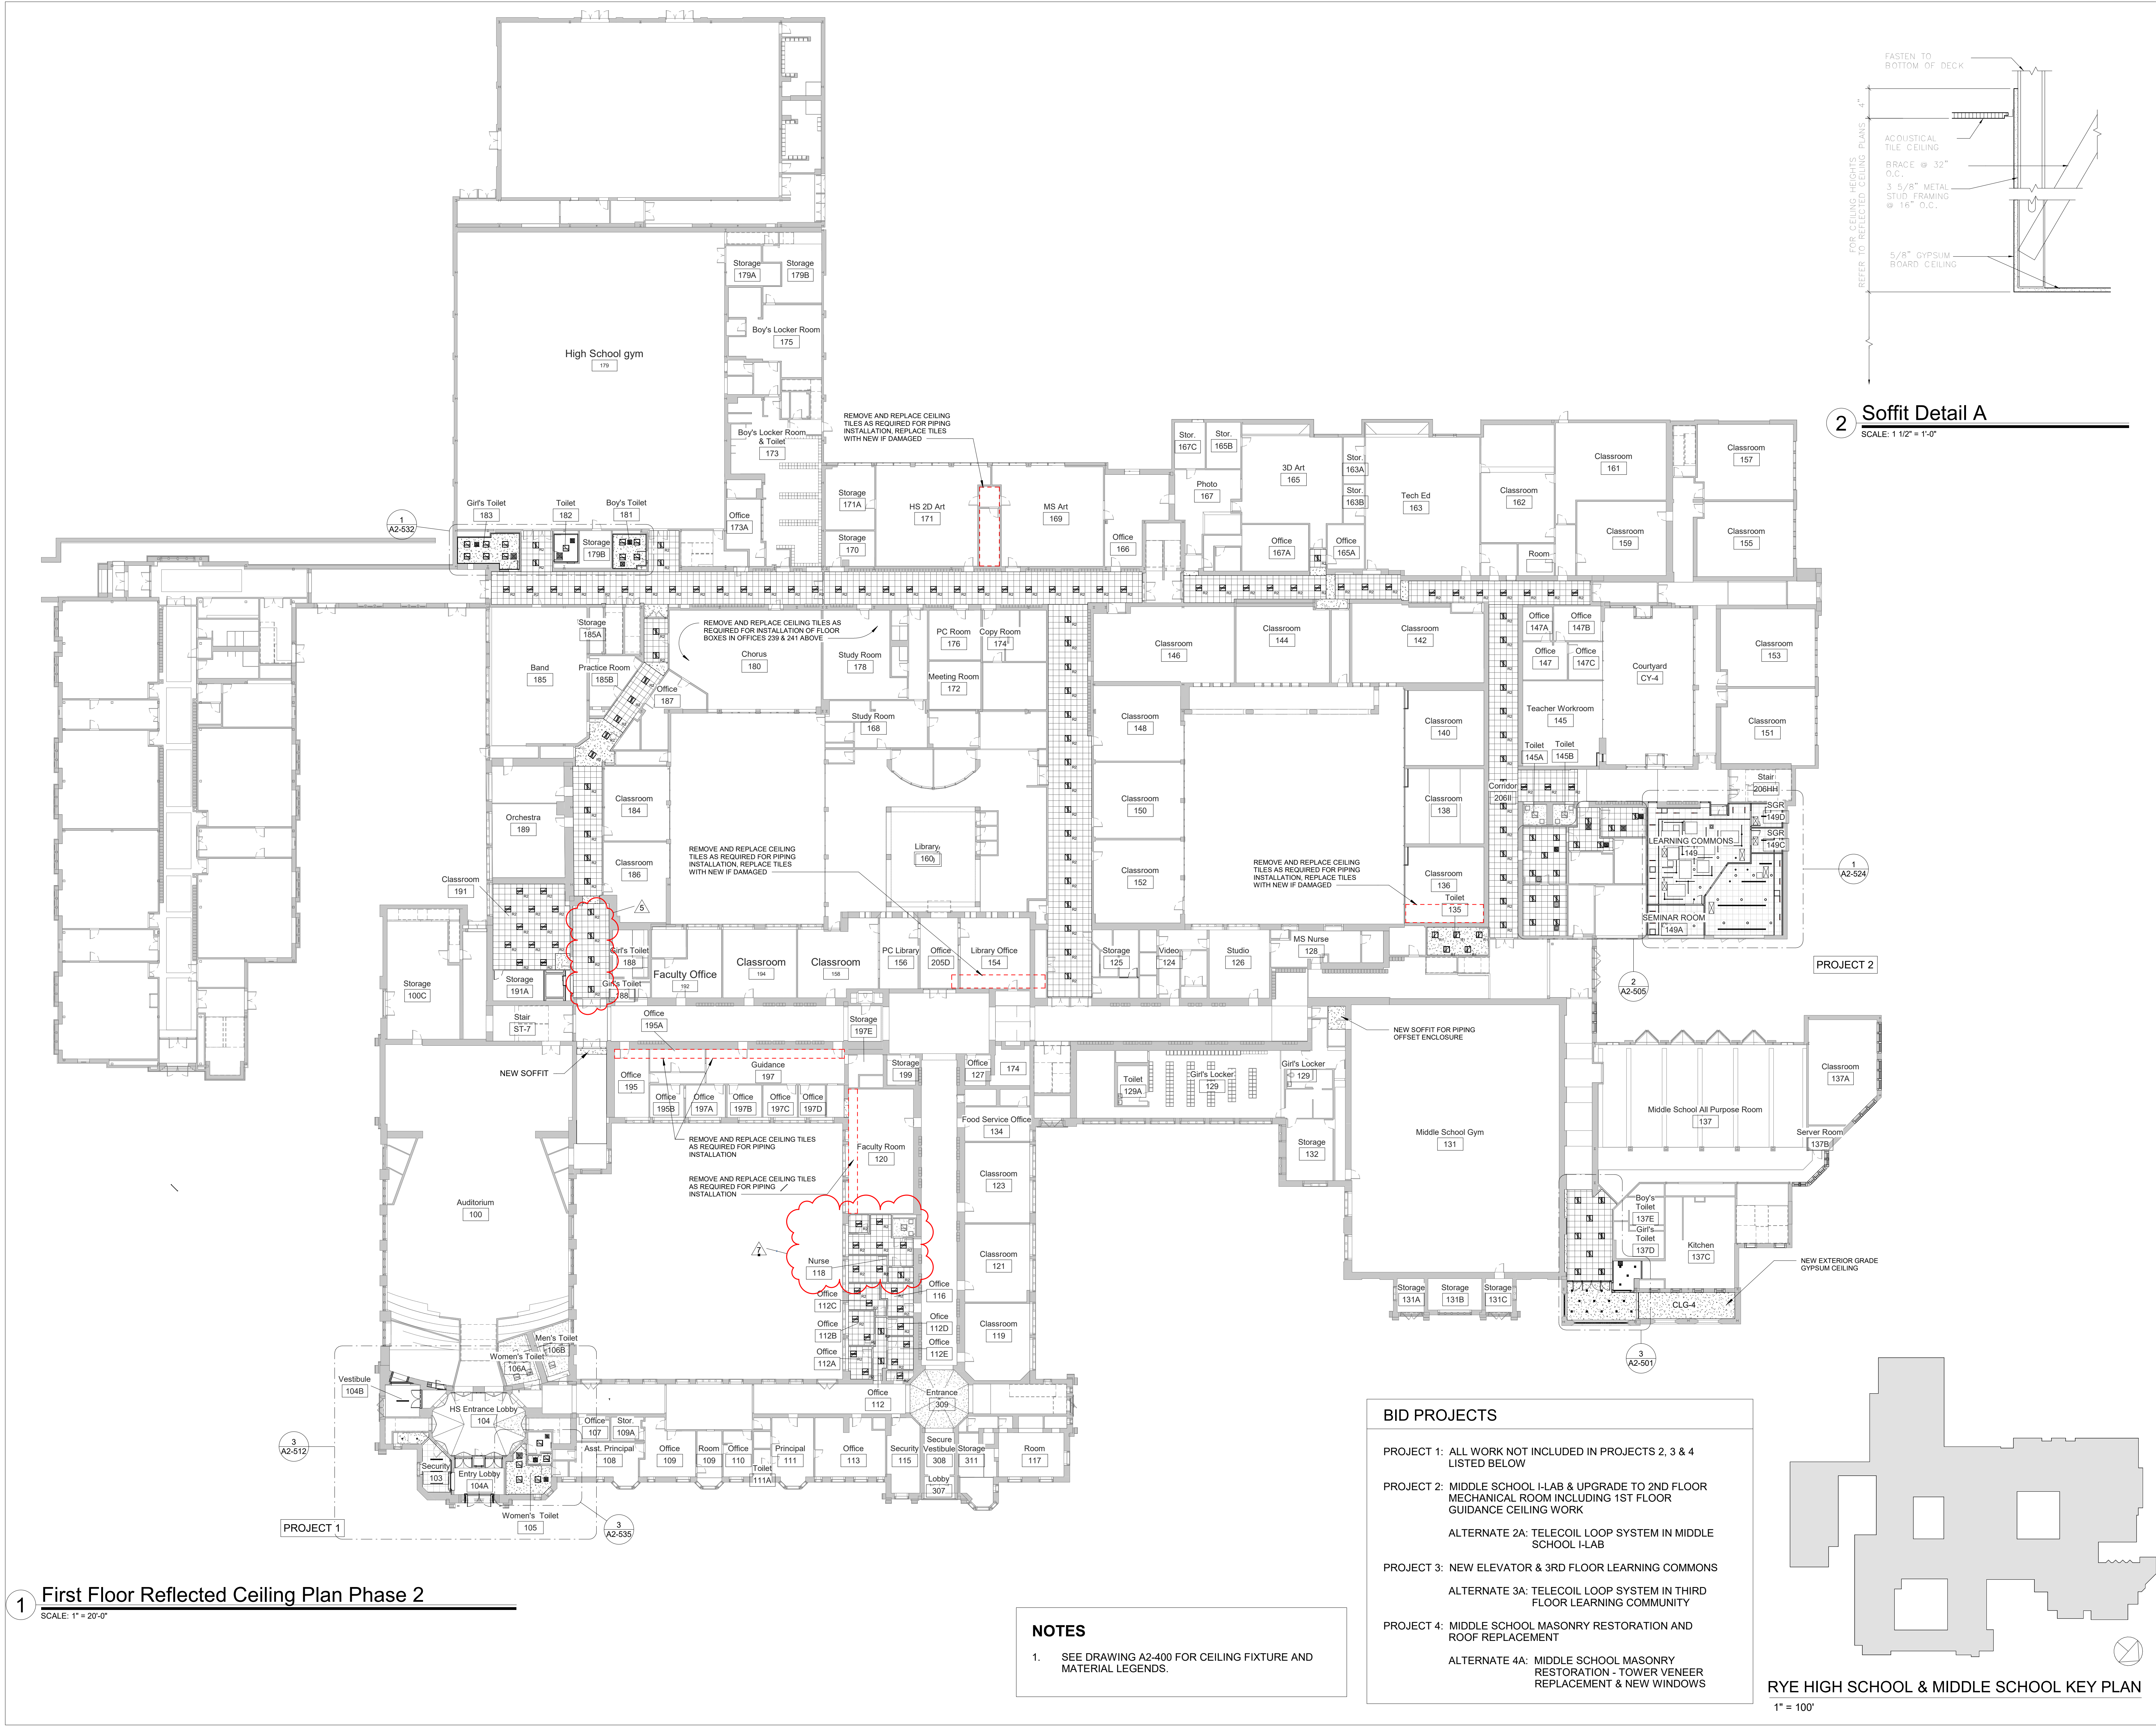 FASTEN TO
BOTTOM OF DECK
4"
FOR CEILING HEIGHTS
REFER TO REFLECTED CEILING PLANS
ACOUSTICAL
TILE CEILING
BRACE @ 32"
O.C.
3 5/8" METAL
STUD FRAMING
@ 16" O.C.
5/8" GYPSUM
BOARD CEILING
2
Soffit Detail A
SCALE: 1 1/2" = 1'-0"
Storage
179A
Storage
179B
Boy's Locker Room
175
High School gym
179
Boy's Locker Room
& Toilet
173
Office
173A
REMOVE AND REPLACE CEILING
TILES AS REQUIRED FOR PIPING
INSTALLATION, REPLACE TILES
WITH NEW IF DAMAGED
1
A2-532
Girl's Toilet
183
Toilet
182
Storage
179B
Boy's Toilet
181
Storage
171A
Storage
170
HS 2D Art
171
MS Art
169
Office
166
Stor.
167C
Stor.
165B
Photo
167
3D Art
165
Office
167A
Stor.
163A
Stor.
163B
Office
165A
Tech Ed
163
Classroom
162
Room
Classroom
161
Classroom
159
Classroom
157
Classroom
155
Storage
185A
Band
185
Practice Room
185B
Office
187
REMOVE AND REPLACE CEILING TILES AS
REQUIRED FOR INSTALLATION OF FLOOR
BOXES IN OFFICES 239 & 241 ABOVE
Chorus
180
Study Room
178
PC Room
176
Copy Room
174
Meeting Room
172
Study Room
168
Classroom
146
Classroom
144
Classroom
142
Office
147A
Office
147B
Office
147
Office
147C
Courtyard
CY-4
Classroom
153
Classroom
151
Teacher Workroom
145
Toilet
145A
Toilet
145B
Classroom
148
Classroom
150
Classroom
152
Classroom
140
Classroom
138
Classroom
136
Toilet
135
Corridor
206II
Stair
206HH
SGR
149D
SGR
149C
LEARNING COMMONS
149
SEMINAR ROOM
149A
1
A2-524
PROJECT 2
2
A2-505
Orchestra
189
Classroom
184
Classroom
186
Classroom
191
5
REMOVE AND REPLACE CEILING
TILES AS REQUIRED FOR PIPING
INSTALLATION, REPLACE TILES
WITH NEW IF DAMAGED
Library
160
REMOVE AND REPLACE CEILING
TILES AS REQUIRED FOR PIPING
INSTALLATION, REPLACE TILES
WITH NEW IF DAMAGED
Storage
100C
Storage
191A
Stair
ST-7
Girl's Toilet
188
Girl's Toilet
188
Faculty Office
192
Classroom
194
Classroom
158
PC Library
156
Office
205D
Library Office
154
Storage
125
Video
124
Studio
126
MS Nurse
128
NEW SOFFIT FOR PIPING
OFFSET ENCLOSURE
Office
195A
Storage
197E
NEW SOFFIT
Office
195
Guidance
197
Office
195B
Office
197A
Office
197B
Office
197C
Office
197D
Storage
199
Office
127
174
Toilet
129A
Girl's Locker
129
Girl's Locker
129
Storage
132
Food Service Office
134
REMOVE AND REPLACE CEILING TILES
AS REQUIRED FOR PIPING
INSTALLATION
Faculty Room
120
REMOVE AND REPLACE CEILING TILES
AS REQUIRED FOR PIPING
INSTALLATION
Classroom
123
Classroom
121
Classroom
119
Middle School Gym
131
Middle School All Purpose Room
137
Classroom
137A
Server Room
137B
Boy's
Toilet
137E
Girl's
Toilet
137D
Kitchen
137C
NEW EXTERIOR GRADE
GYPSUM CEILING
CLG-4
Storage
131A
Storage
131B
Storage
131C
3
A2-501
Auditorium
100
7
Nurse
118
Office
116
Office
112C
Office
112B
Office
112A
Ofice
112D
Office
112E
Office
112
Entrance
309
Men's Toilet
106B
Women's Toilet
106A
Vestibule
104B
HS Entrance Lobby
104
Security
103
Entry Lobby
104A
Women's Toilet
105
3
A2-512
3
A2-535
PROJECT 1
Office
107
Stor.
109A
Asst. Principal
108
Office
109
Room
109
Office
110
Toilet
111A
Principal
111
Office
113
Security
115
Secure
Vestibule
308
Lobby
307
Storage
311
Room
117
1
First Floor Reflected Ceiling Plan Phase 2
SCALE: 1" = 20'-0"
NOTES
1. SEE DRAWING A2-400 FOR CEILING FIXTURE AND
MATERIAL LEGENDS.
BID PROJECTS
PROJECT 1: ALL WORK NOT INCLUDED IN PROJECTS 2, 3 & 4
LISTED BELOW
PROJECT 2: MIDDLE SCHOOL I-LAB & UPGRADE TO 2ND FLOOR
MECHANICAL ROOM INCLUDING 1ST FLOOR
GUIDANCE CEILING WORK
ALTERNATE 2A: TELECOIL LOOP SYSTEM IN MIDDLE
SCHOOL I-LAB
PROJECT 3: NEW ELEVATOR & 3RD FLOOR LEARNING COMMONS
ALTERNATE 3A: TELECOIL LOOP SYSTEM IN THIRD
FLOOR LEARNING COMMUNITY
PROJECT 4: MIDDLE SCHOOL MASONRY RESTORATION AND
ROOF REPLACEMENT
ALTERNATE 4A: MIDDLE SCHOOL MASONRY
RESTORATION - TOWER VENEER
REPLACEMENT & NEW WINDOWS
RYE HIGH SCHOOL & MIDDLE SCHOOL KEY PLAN
1" = 100'